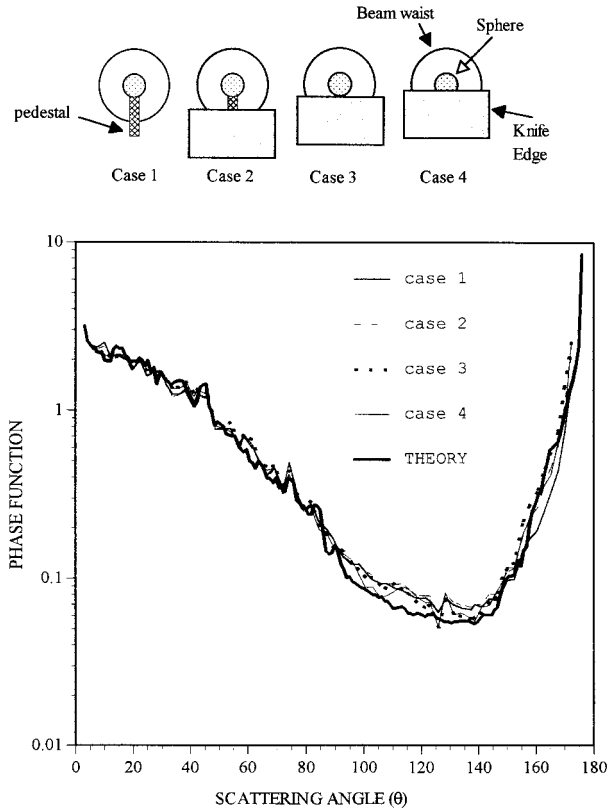 Beam waist
Sphere
pedestal
Knife
Edge
Case 1
Case 2
Case 3
Case 4
10
case 1
case 2
case 3
case 4
THEORY
1
0.1
0.01
PHASE FUNCTION
0 20 40 60 80 100 120 140 160 180
SCATTERING ANGLE (θ)